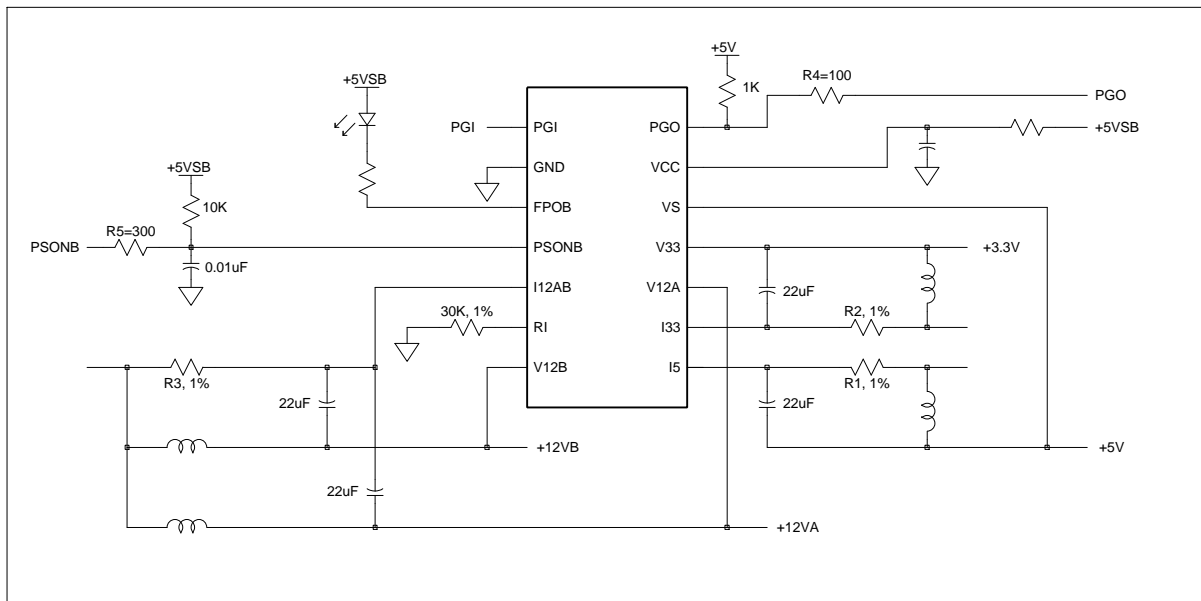 +5V
R4=100
+5VSB
1K
PGO
PGI
PGI
PGO
+5VSB
GND
VCC
+5VSB
10K
FPOB
VS
R5=300
PSONB
PSONB
V33
+3.3V
0.01uF
I12AB
V12A
22uF
30K, 1%
R2, 1%
RI
I33
V12B
I5
R3, 1%
R1, 1%
22uF
22uF
+12VB
+5V
22uF
+12VA